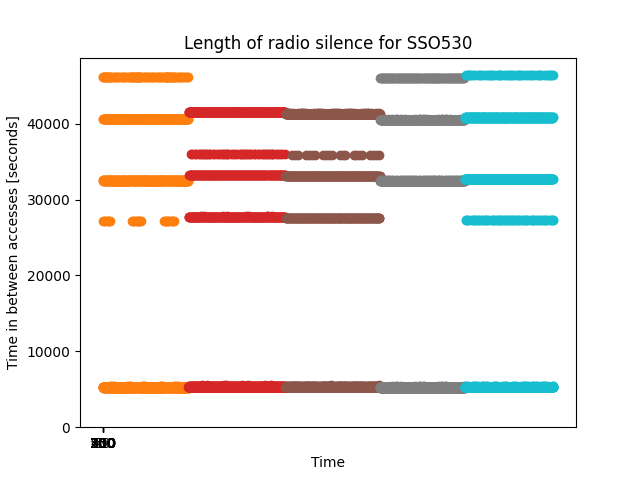 Length of radio silence for SSO530
Time in between accesses [seconds]
40000
30000
20000
10000
0
Time